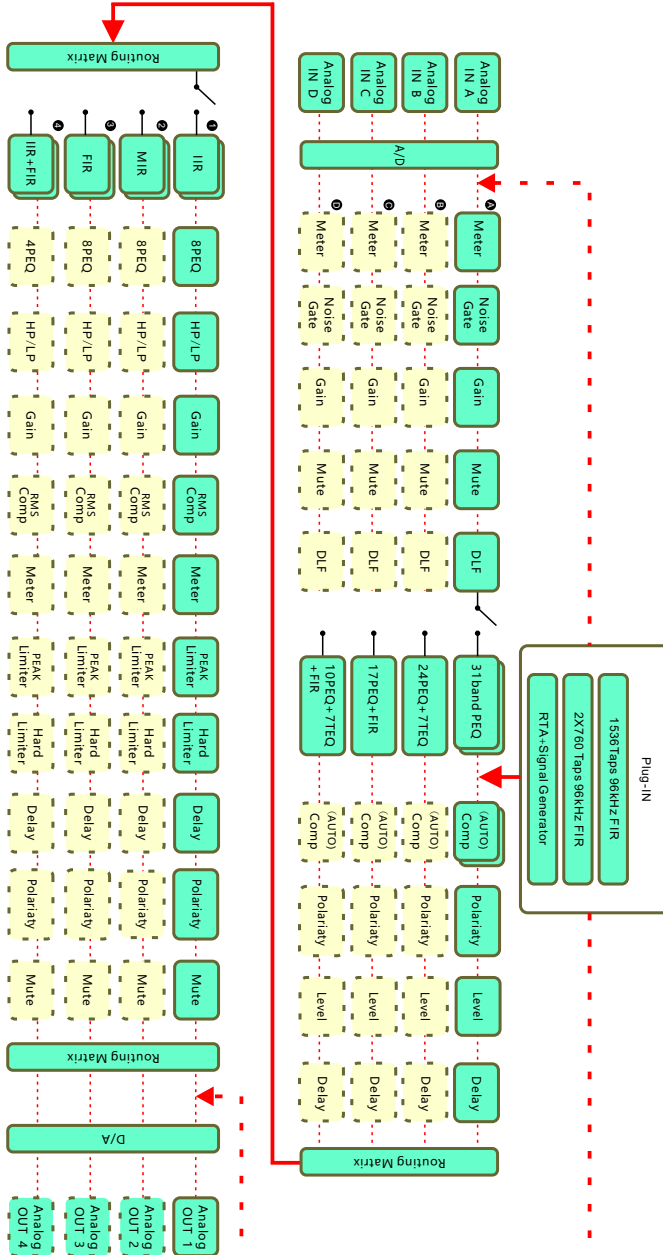 Plug-IN
1536Taps 96kHz FIR
2X760 Taps 96kHz FIR
RTA+Signal Generator
Analog
IN A
Analog
IN B
Analog
IN C
Analog
IN D
A/D
A
Meter
Noise
Gate
Gain
Mute
DLF
31band PEQ
(AUTO)
Comp
Polariaty
Level
Delay
B
Meter
Noise
Gate
Gain
Mute
DLF
24PEQ+7TEQ
(AUTO)
Comp
Polariaty
Level
Delay
C
Meter
Noise
Gate
Gain
Mute
DLF
17PEQ+FIR
(AUTO)
Comp
Polariaty
Level
Delay
D
Meter
Noise
Gate
Gain
Mute
DLF
10PEQ+7TEQ
+FIR
(AUTO)
Comp
Polariaty
Level
Delay
Routing Matrix
Routing Matrix
1
IIR
8PEQ
HP/LP
Gain
RMS
Comp
Meter
PEAK
Limiter
Hard
Limiter
Delay
Polariaty
Mute
2
MIR
8PEQ
HP/LP
Gain
RMS
Comp
Meter
PEAK
Limiter
Hard
Limiter
Delay
Polariaty
Mute
3
FIR
8PEQ
HP/LP
Gain
RMS
Comp
Meter
PEAK
Limiter
Hard
Limiter
Delay
Polariaty
Mute
4
IIR+FIR
4PEQ
HP/LP
Gain
RMS
Comp
Meter
PEAK
Limiter
Hard
Limiter
Delay
Polariaty
Mute
Routing Matrix
D/A
Analog
OUT 1
Analog
OUT 2
Analog
OUT 3
Analog
OUT 4